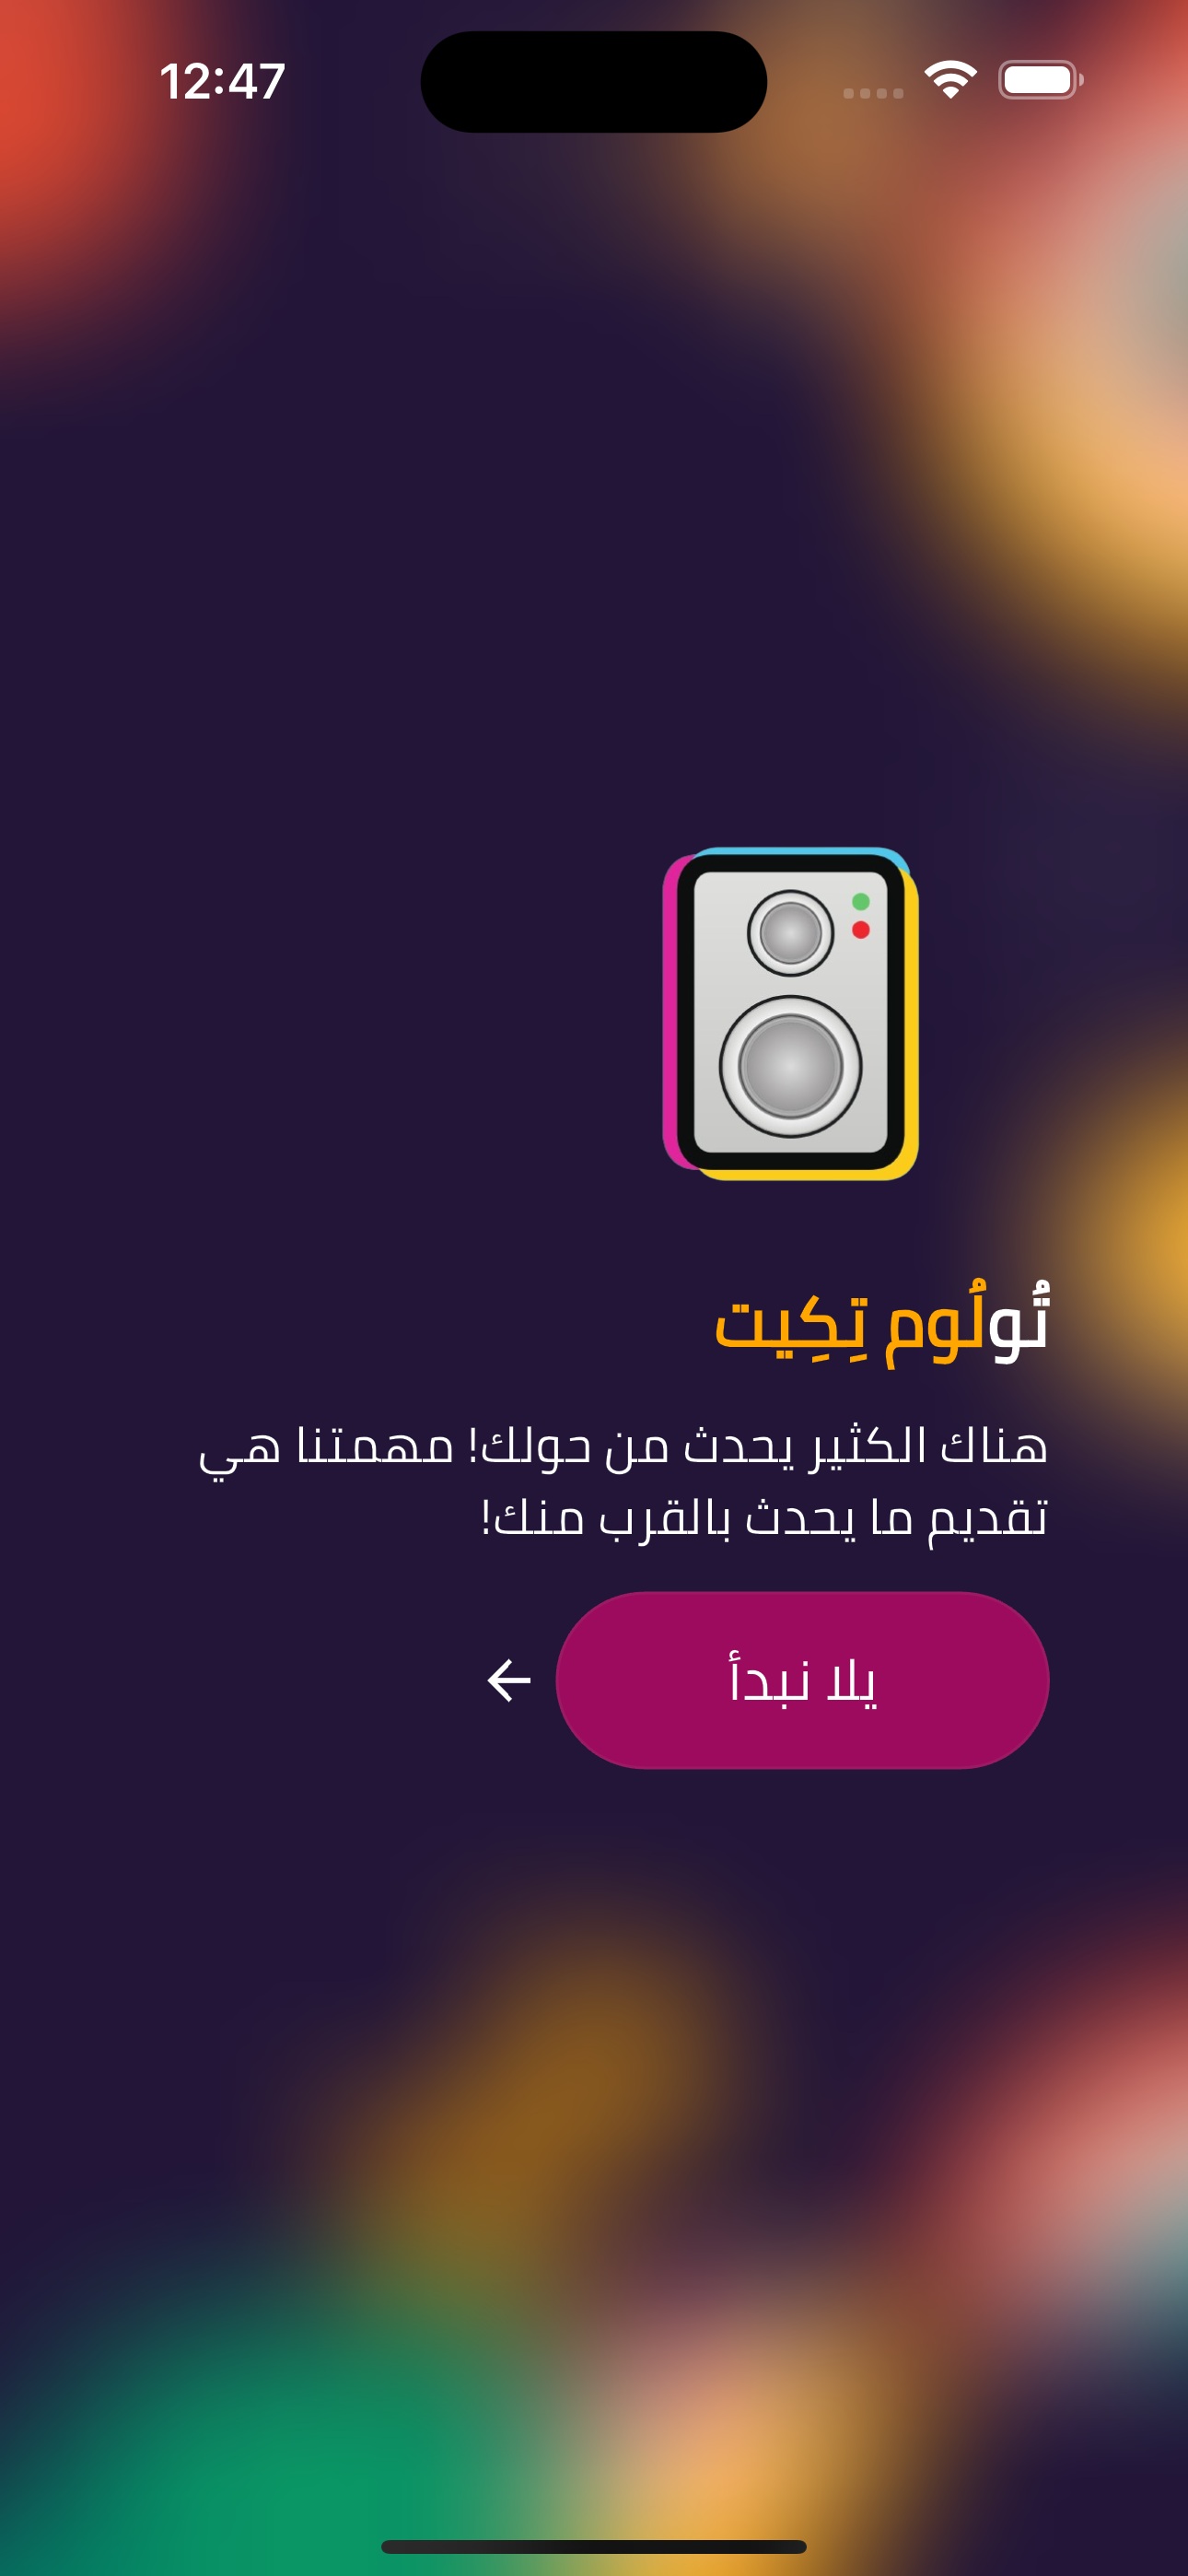 12:47
تُولُوم تِكِيت
هناك الكثير يحدث من حولك! مهمتنا هي
تقديم ما يحدث بالقرب منك!
يلا نبدأ